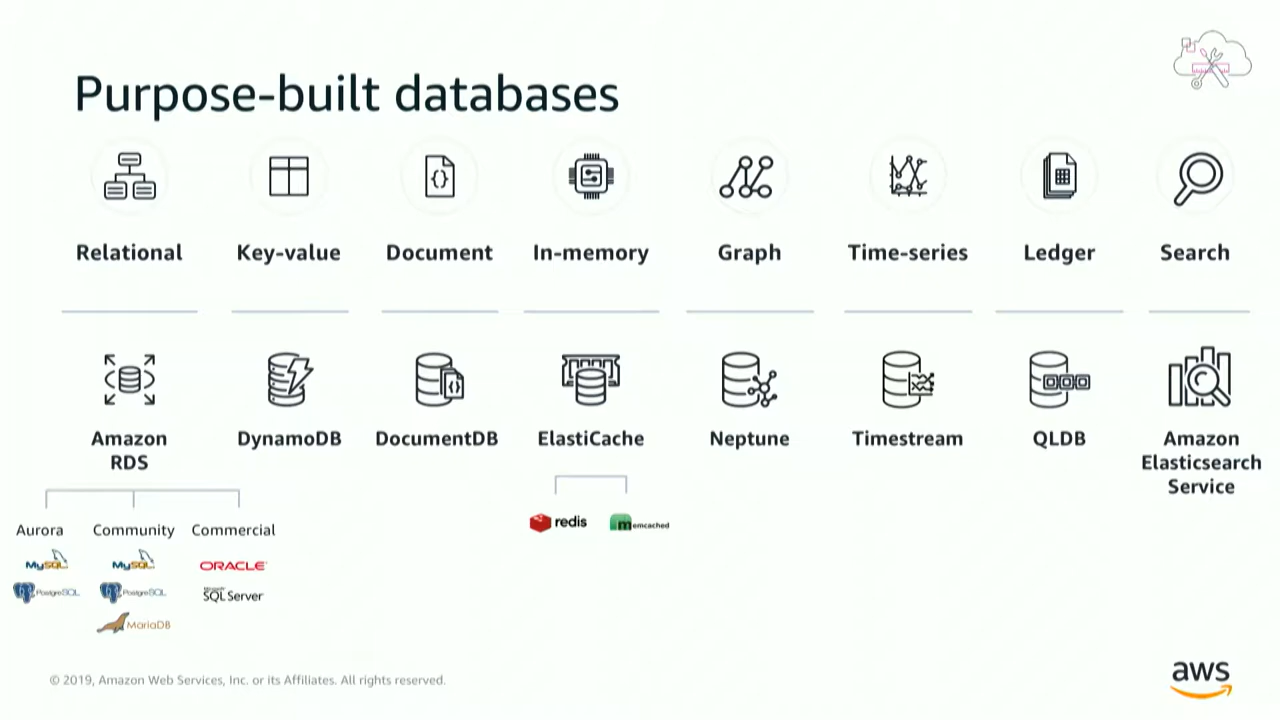 Purpose-built databases
Relational
Key-value
Document
In-memory
Graph
Time-series
Ledger
Search
Amazon
RDS
DynamoDB
DocumentDB
ElastiCache
Neptune
Timestream
QLDB
Amazon
Elasticsearch
Service
Aurora
Community
Commercial
MySQL
PostgreSQL
MySQL
PostgreSQL
MariaDB
ORACLE
Microsoft
SQL Server
redis
memcached
© 2019, Amazon Web Services, Inc. or its Affiliates. All rights reserved.
aws